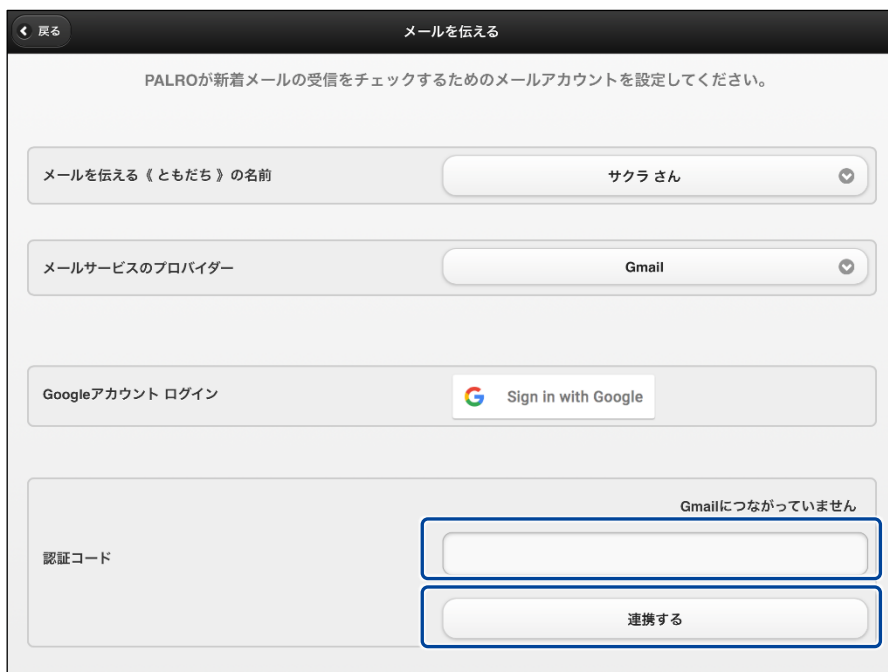 戻る
メールを伝える
PALROが新着メールの受信をチェックするためのメールアカウントを設定してください。
メールを伝える《 ともだち 》の名前
サクラ さん
メールサービスのプロバイダー
Gmail
Googleアカウント ログイン
Sign in with Google
Gmailにつながっていません
認証コード
連携する